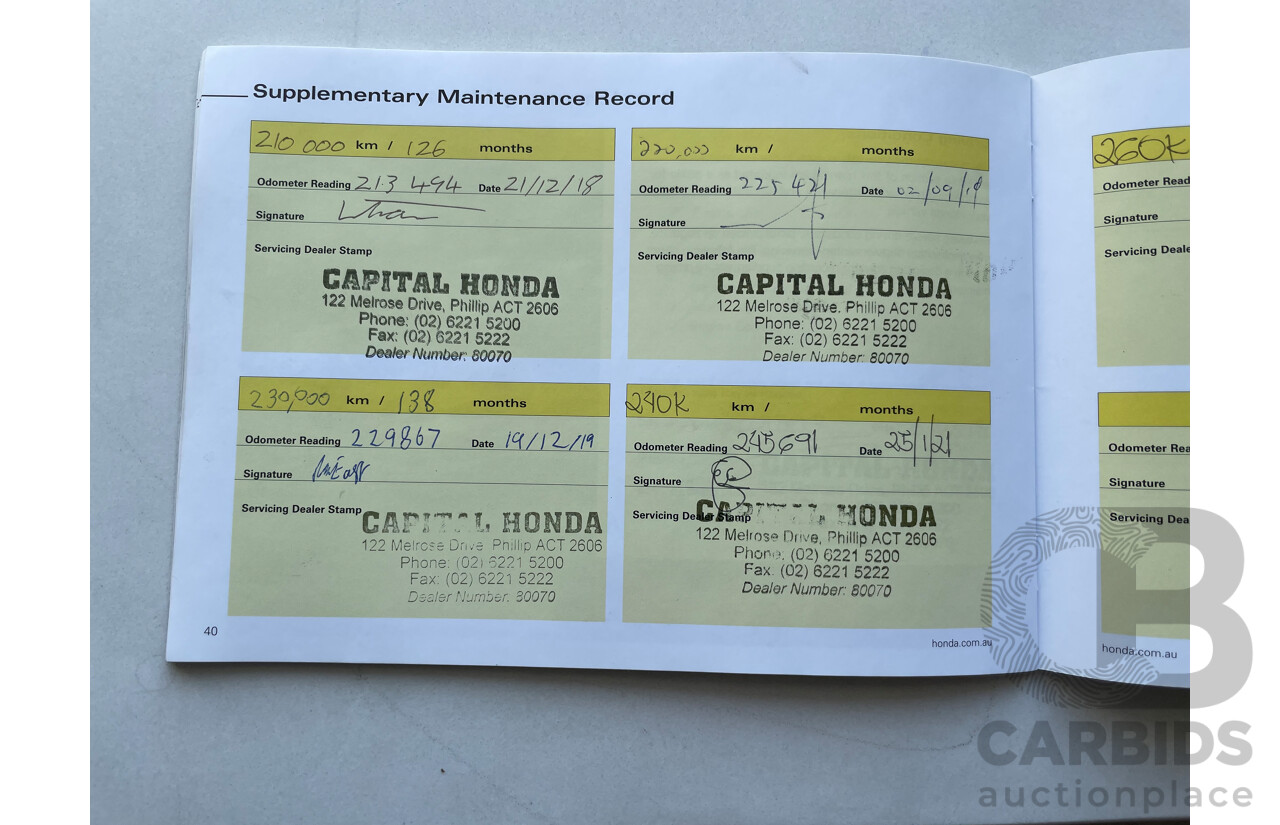 Supplementary Maintenance Record
210 000 km / 126 months
Odometer Reading 213 494 Date 21/12/18
Signature
Servicing Dealer Stamp
CAPITAL HONDA
122 Melrose Drive, Phillip ACT 2606
Phone: (02) 6221 5200
Fax: (02) 6221 5222
Dealer Number: 80070
220,000 km / months
Odometer Reading 225 421 Date 02/09/19
Signature
Servicing Dealer Stamp
CAPITAL HONDA
122 Melrose Drive, Phillip ACT 2606
Phone: (02) 6221 5200
Fax: (02) 6221 5222
Dealer Number: 80070
230,000 km / 138 months
Odometer Reading 229867 Date 19/12/19
Signature
Servicing Dealer Stamp
CAPITAL HONDA
122 Melrose Drive, Phillip ACT 2606
Phone: (02) 6221 5200
Fax: (02) 6221 5222
Dealer Number: 80070
240K km / months
Odometer Reading 245691 Date 25/1/21
Signature
Servicing Dealer Stamp
CAPITAL HONDA
122 Melrose Drive, Phillip ACT 2606
Phone: (02) 6221 5200
Fax: (02) 6221 5222
Dealer Number: 80070
40
honda.com.au
260K
Odometer Read
Signature
Servicing Deale
Odometer Rea
Signature
Servicing Dea
honda.com.au
CB
CARBIDS
auctionplace